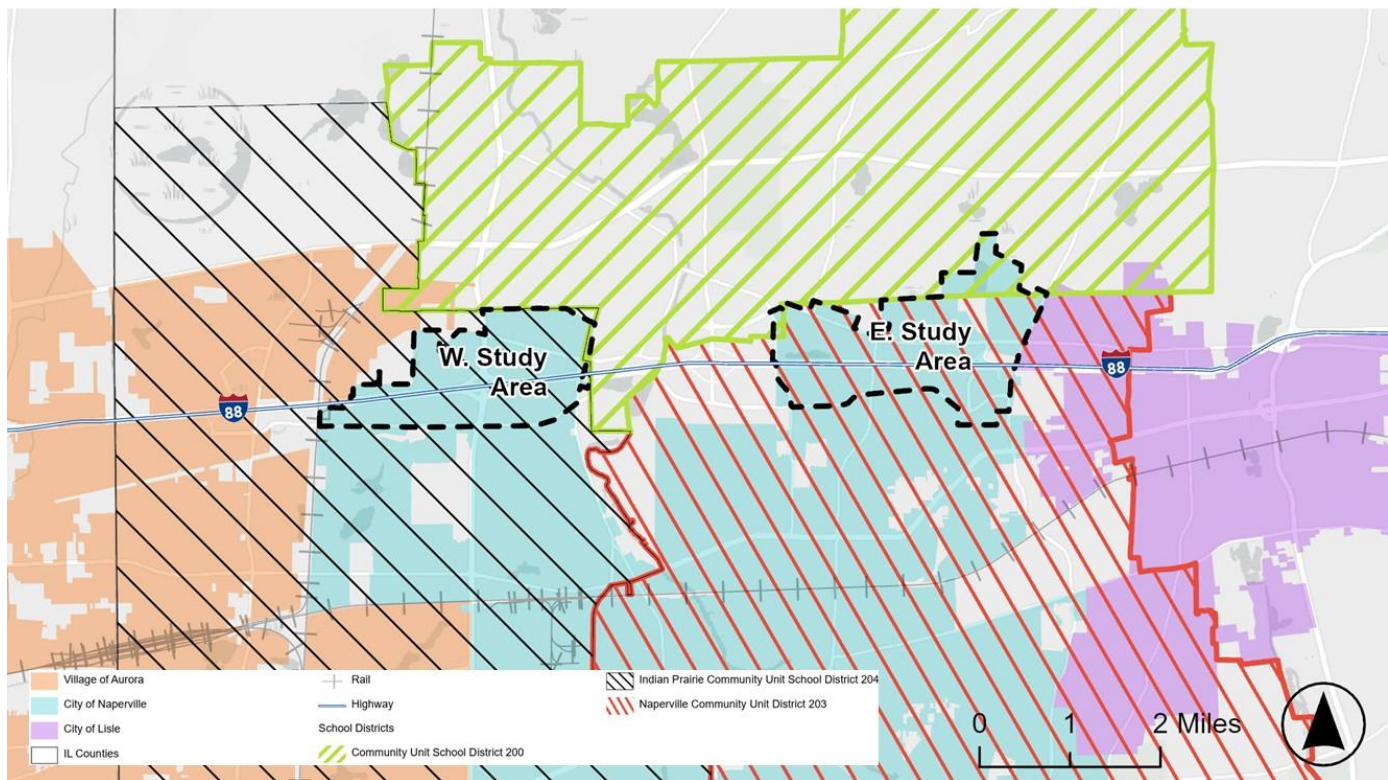 W. Study
Area
E. Study
Area
88
88
Village of Aurora
City of Naperville
City of Lisle
IL Counties
Rail
Highway
School Districts
Community Unit School District 200
Indian Prairie Community Unit School District 204
Naperville Community Unit District 203
0 1 2 Miles